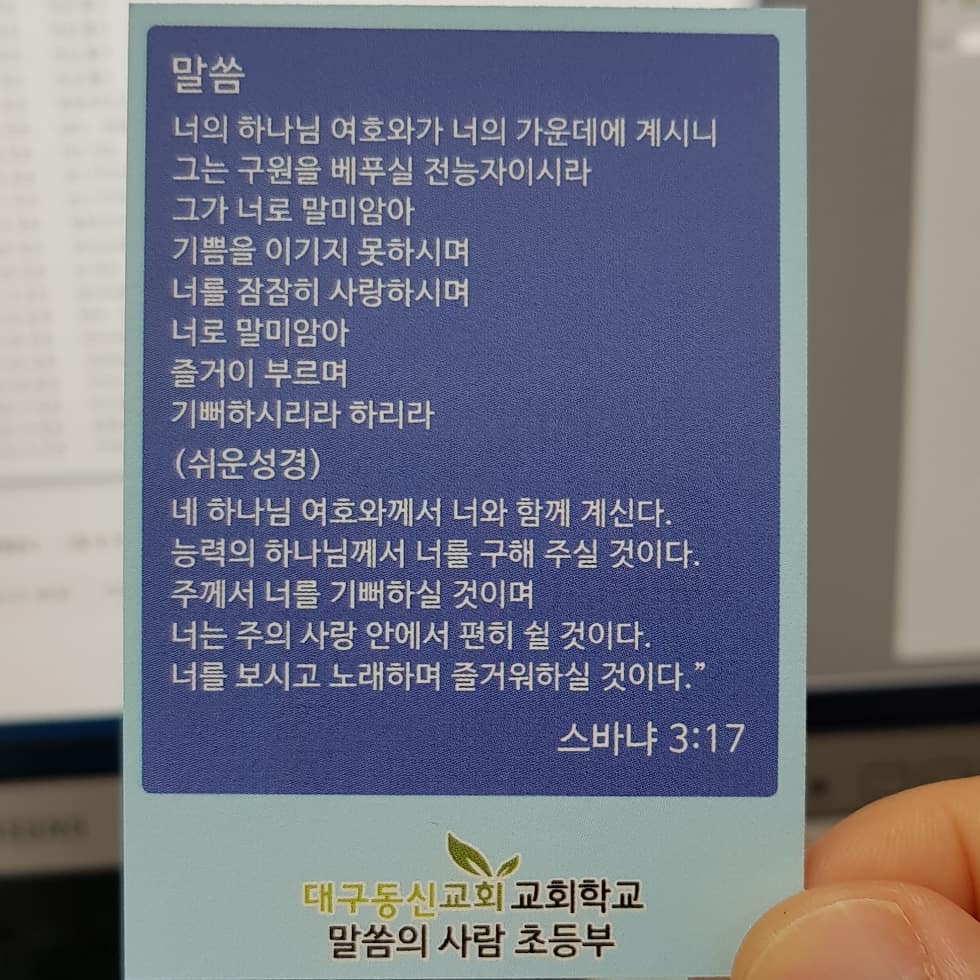 말씀
너의 하나님 여호와가 너의 가운데에 계시니
그는 구원을 베푸실 전능자이시라
그가 너로 말미암아
기쁨을 이기지 못하시며
너를 잠잠히 사랑하시며
너로 말미암아
즐거이 부르며
기뻐하시리라 하리라
(쉬운성경)
네 하나님 여호와께서 너와 함께 계신다.
능력의 하나님께서 너를 구해 주실 것이다.
주께서 너를 기뻐하실 것이며
너는 주의 사랑 안에서 편히 쉴 것이다.
너를 보시고 노래하며 즐거워하실 것이다.”
스바냐 3:17
대구동신교회 교회학교
말씀의 사람 초등부